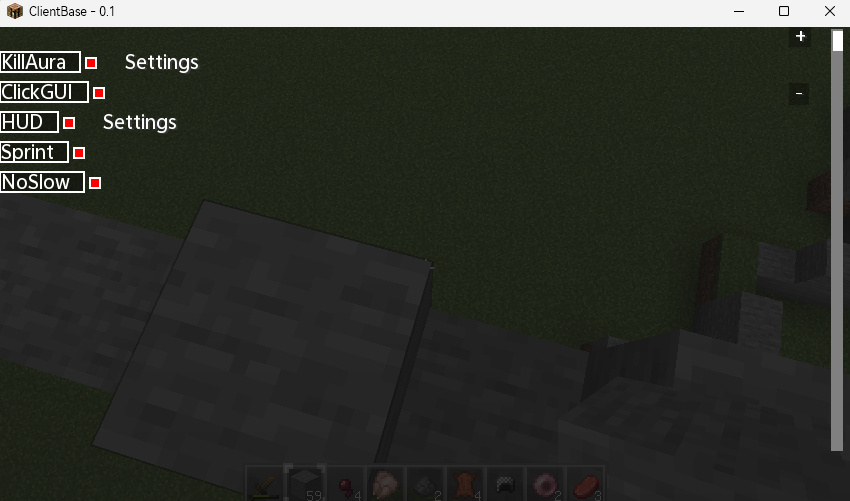 ClientBase - 0.1
+
KillAura Settings
-
ClickGUI
HUD Settings
Sprint
NoSlow
59 4 2 4 2 3